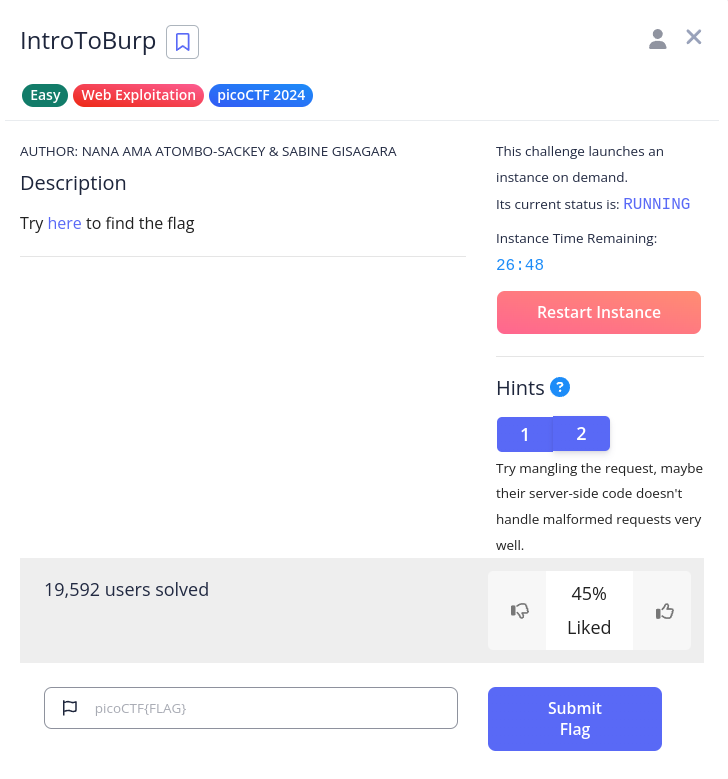 IntroToBurp
Easy Web Exploitation picoCTF 2024
AUTHOR: NANA AMA ATOMBO-SACKEY & SABINE GISAGARA
Description
Try here to find the flag
This challenge launches an
instance on demand.
Its current status is: RUNNING
Instance Time Remaining:
26:48
Restart Instance
Hints ?
1 2
Try mangling the request, maybe
their server-side code doesn't
handle malformed requests very
well.
19,592 users solved
45%
Liked
picoCTF{FLAG}
Submit
Flag